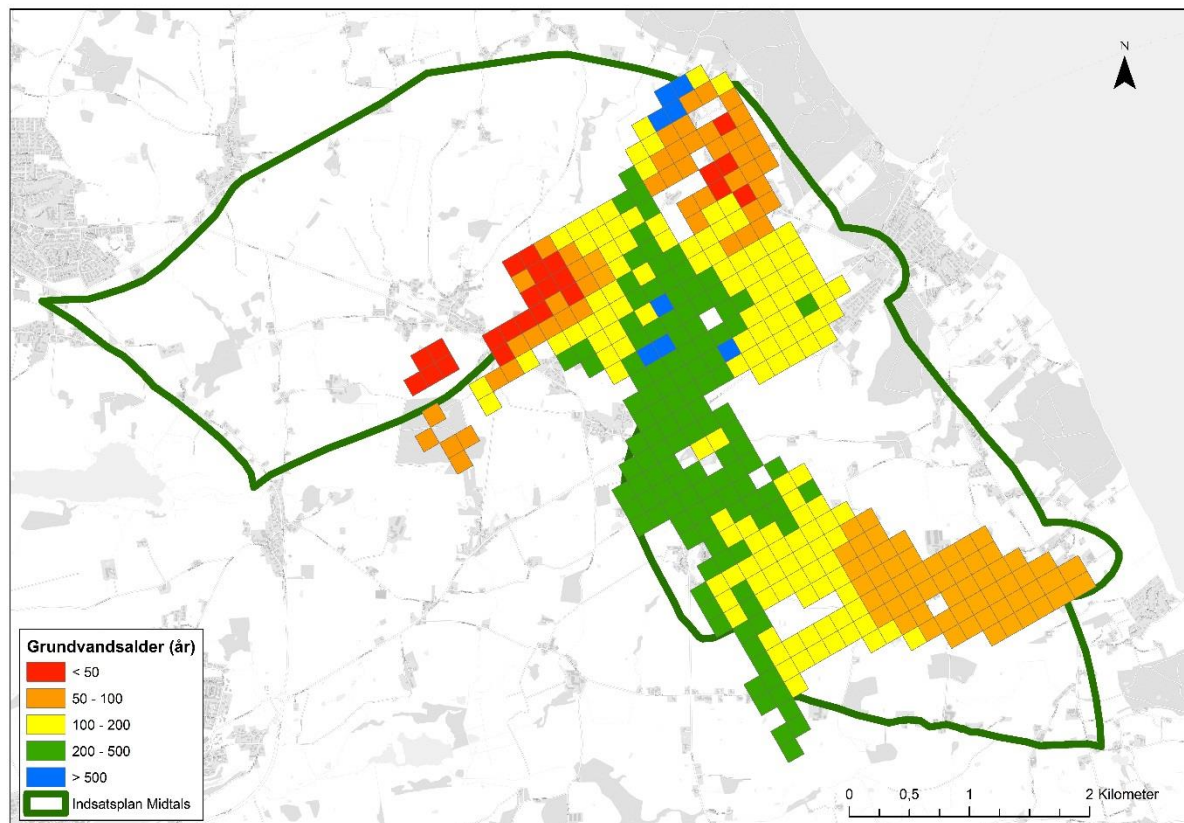 N
Grundvandsalder (år)
< 50
50 - 100
100 - 200
200 - 500
> 500
Indsatsplan Midtals
0 0,5 1 2 Kilometer